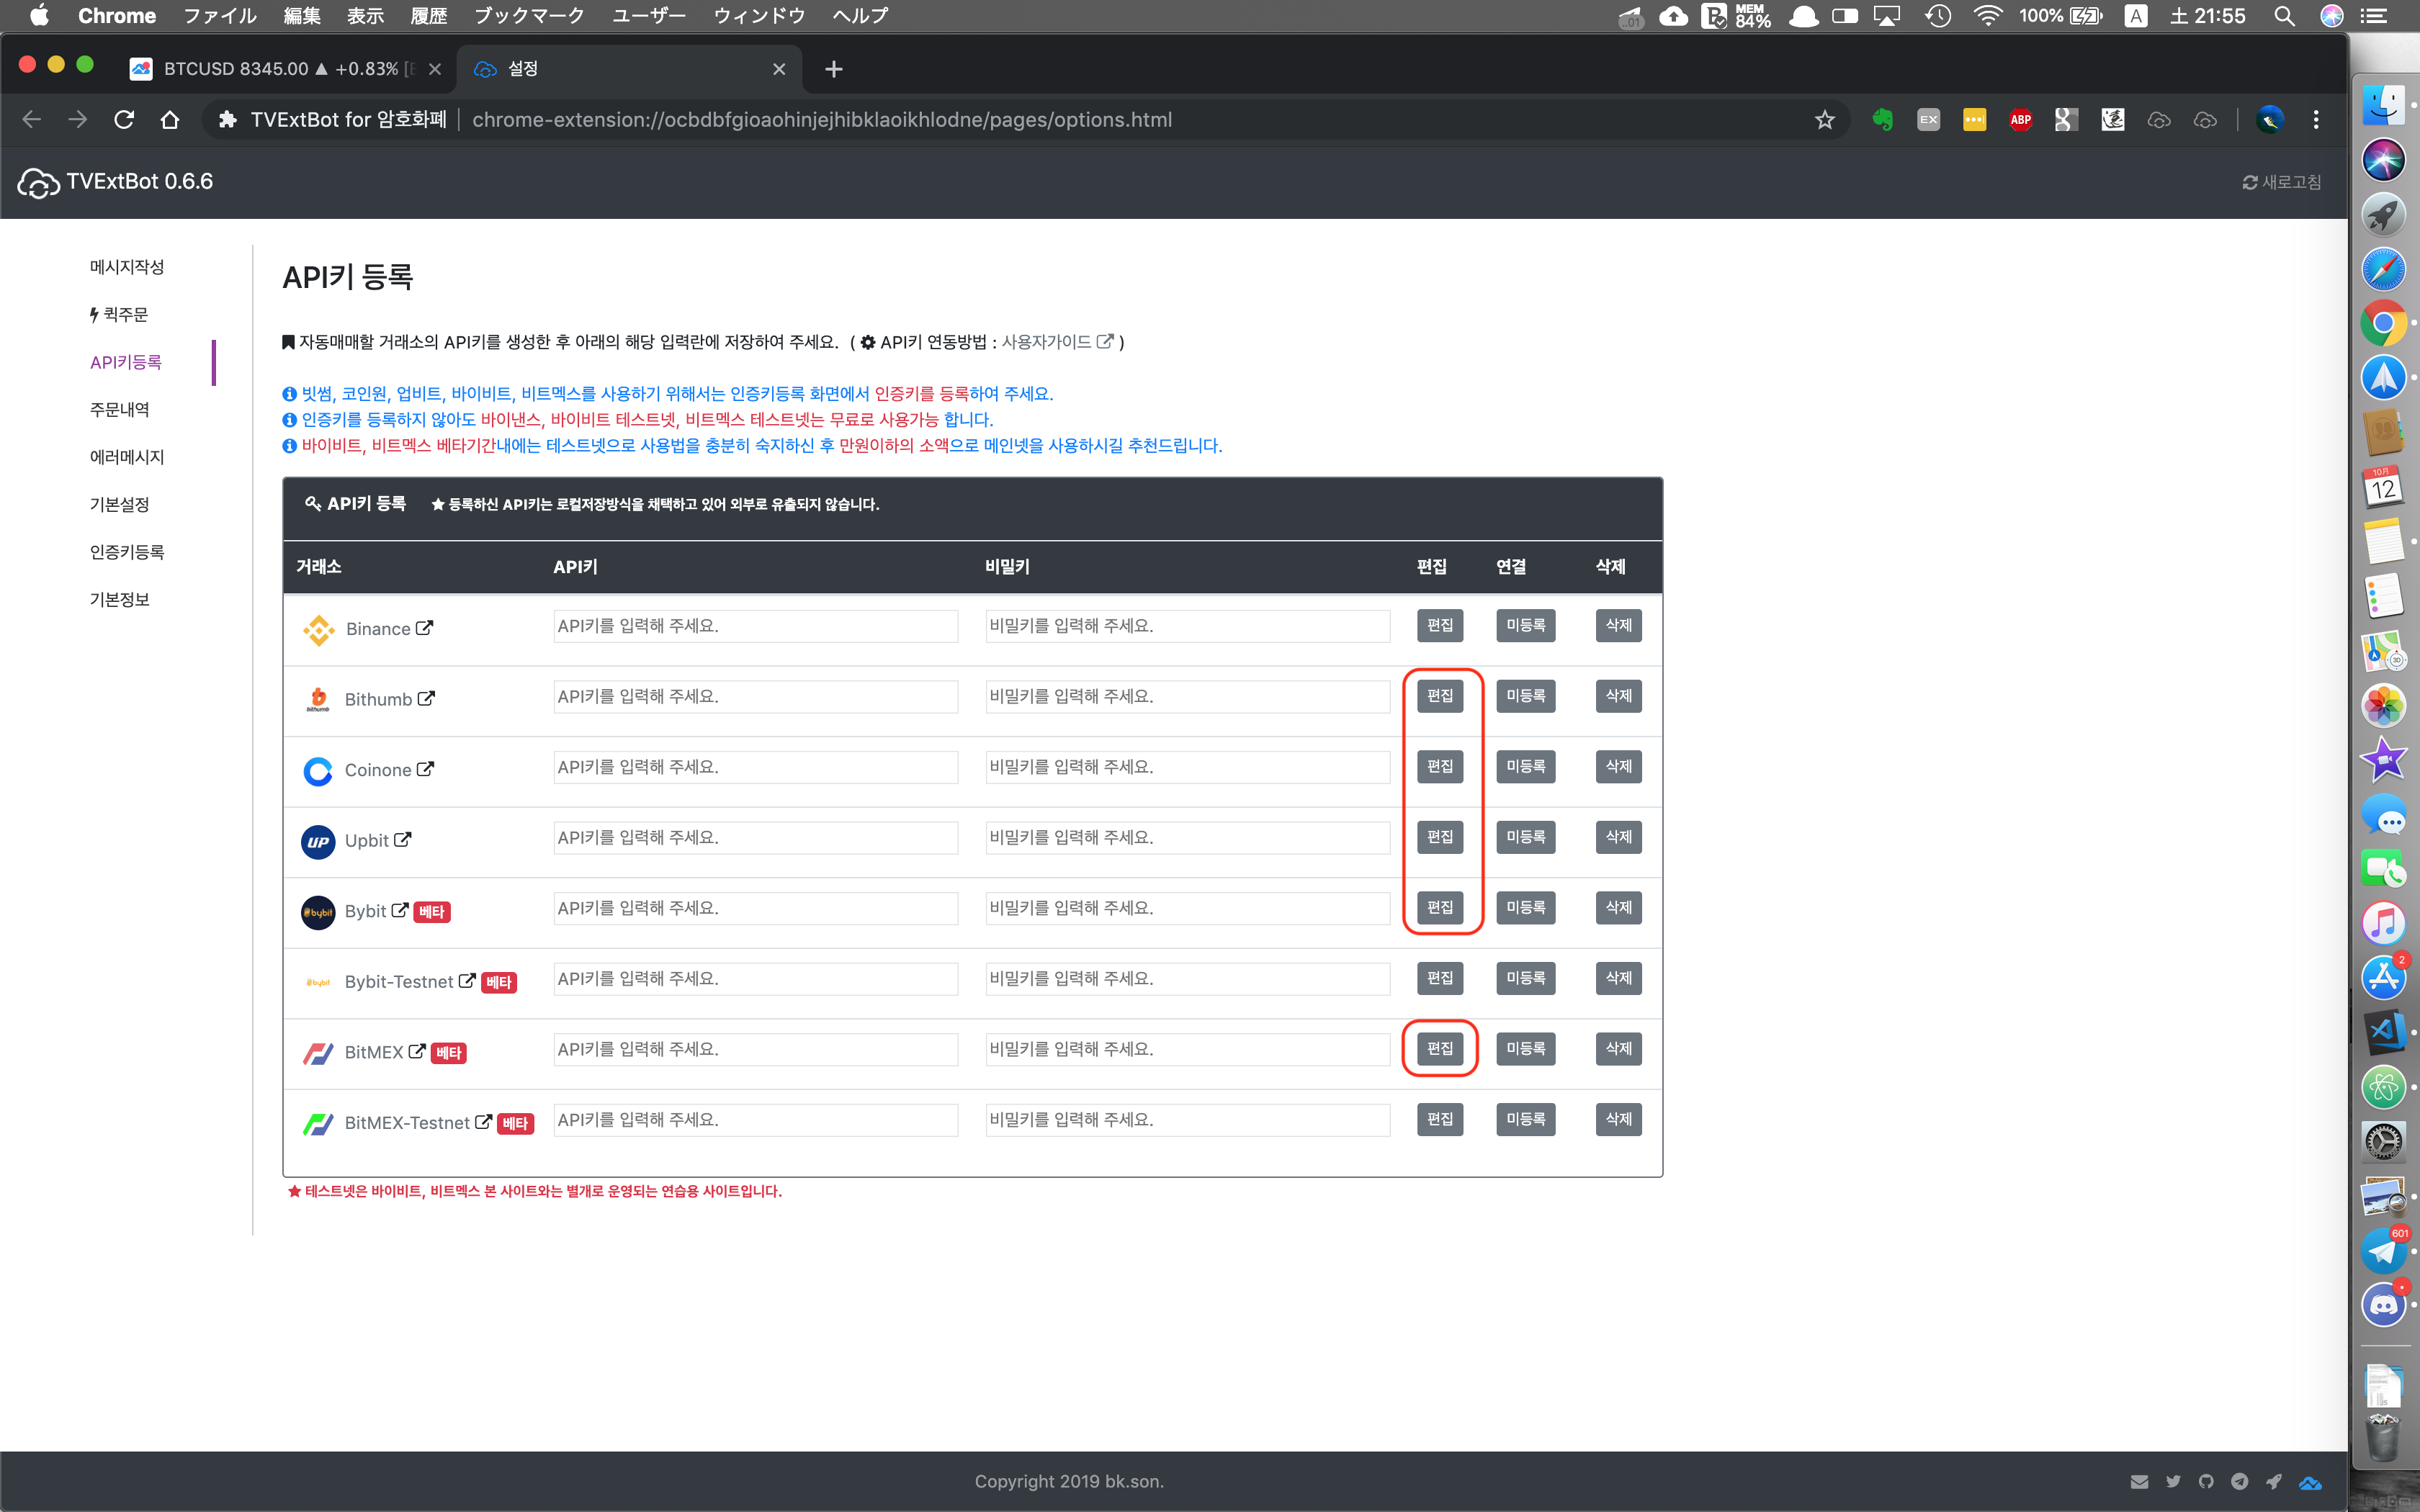 Chrome ファイル 編集 表示 履歴 ブックマーク ユーザー ウィンドウ ヘルプ
MEM 84% 100% A 土 21:55
BTCUSD 8345.00 ▲ +0.83%
설정
TVExtBot for 암호화폐 chrome-extension://ocbdbfgioaohinjejhibklaoikhlodne/pages/options.html
EX ABP
TVExtBot 0.6.6
새로고침
메시지작성
퀵주문
API키등록
주문내역
에러메시지
기본설정
인증키등록
기본정보
API키 등록
자동매매할 거래소의 API키를 생성한 후 아래의 해당 입력란에 저장하여 주세요. ( API키 연동방법 : 사용자가이드 )
빗썸, 코인원, 업비트, 바이비트, 비트멕스를 사용하기 위해서는 인증키등록 화면에서 인증키를 등록하여 주세요.
인증키를 등록하지 않아도 바이낸스, 바이비트 테스트넷, 비트멕스 테스트넷는 무료로 사용가능 합니다.
바이비트, 비트멕스 베타기간내에는 테스트넷으로 사용법을 충분히 숙지하신 후 만원이하의 소액으로 메인넷을 사용하시길 추천드립니다.
API키 등록 ★ 등록하신 API키는 로컬저장방식을 채택하고 있어 외부로 유출되지 않습니다.
거래소 API키 비밀키 편집 연결 삭제
Binance API키를 입력해 주세요. 비밀키를 입력해 주세요. 편집 미등록 삭제
bithumb Bithumb API키를 입력해 주세요. 비밀키를 입력해 주세요. 편집 미등록 삭제
Coinone API키를 입력해 주세요. 비밀키를 입력해 주세요. 편집 미등록 삭제
UP Upbit API키를 입력해 주세요. 비밀키를 입력해 주세요. 편집 미등록 삭제
bybit Bybit 베타 API키를 입력해 주세요. 비밀키를 입력해 주세요. 편집 미등록 삭제
bybit Bybit-Testnet 베타 API키를 입력해 주세요. 비밀키를 입력해 주세요. 편집 미등록 삭제
BitMEX 베타 API키를 입력해 주세요. 비밀키를 입력해 주세요. 편집 미등록 삭제
BitMEX-Testnet 베타 API키를 입력해 주세요. 비밀키를 입력해 주세요. 편집 미등록 삭제
★ 테스트넷은 바이비트, 비트멕스 본 사이트와는 별개로 운영되는 연습용 사이트입니다.
Copyright 2019 bk.son.
10月
12
3D
2
601